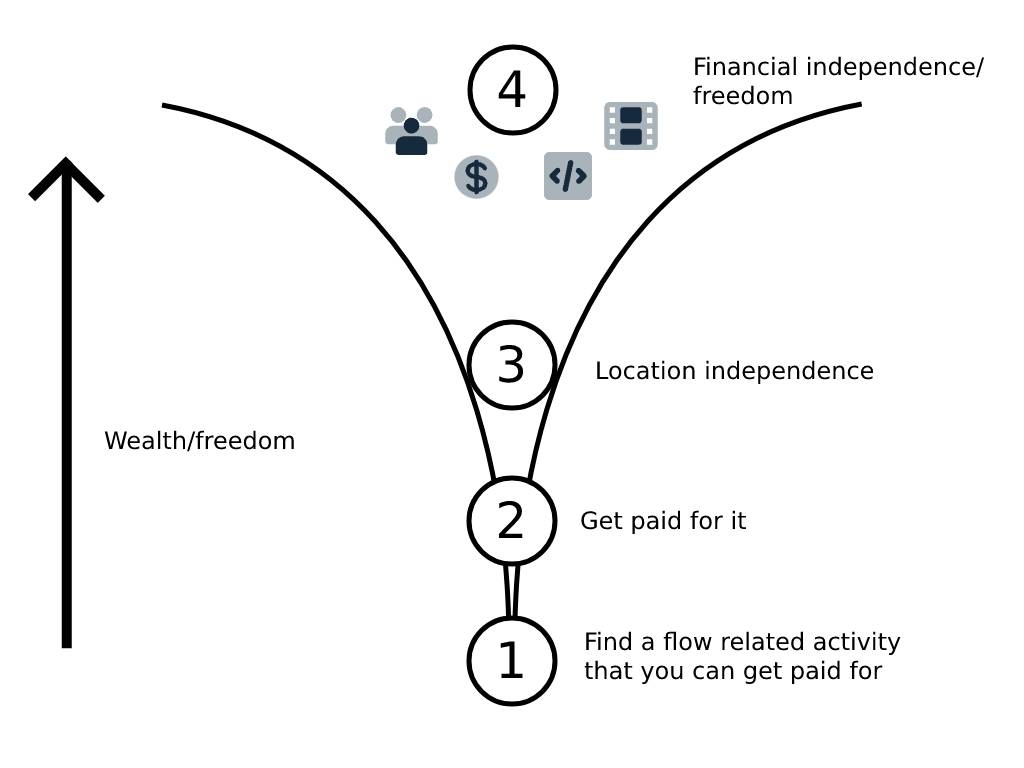 4
Financial independence/
freedom
$
</>
3
Location independence
Wealth/freedom
2
Get paid for it
1
Find a flow related activity
that you can get paid for